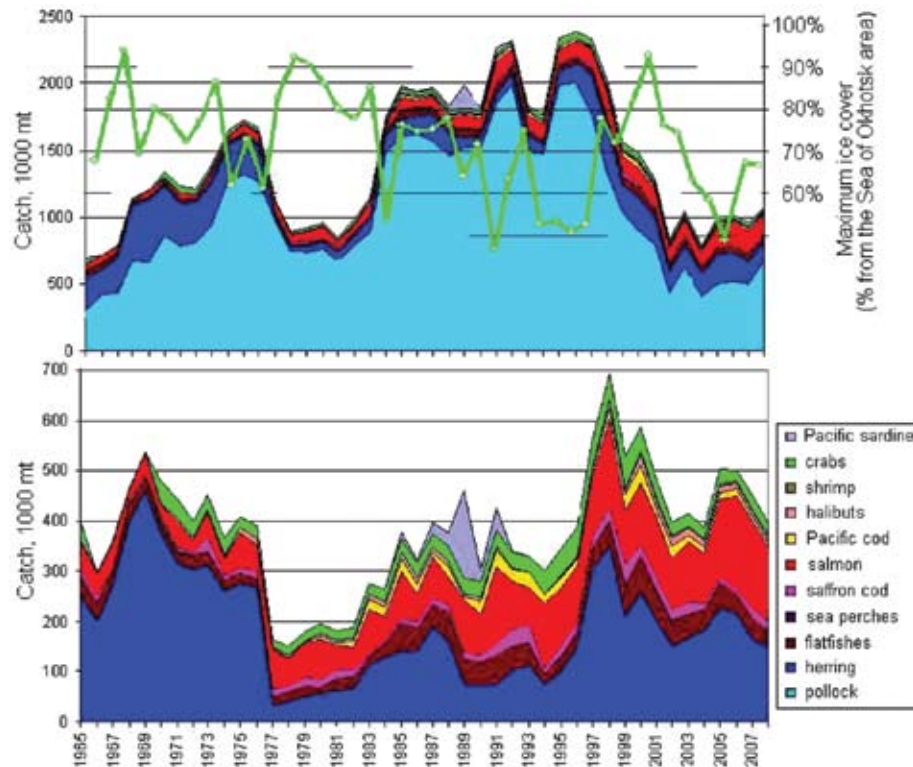 2500
2000
1500
1000
500
0
Catch, 1000 mt
100%
90%
80%
70%
60%
Maximum ice cover
(% from the Sea of Okhotsk area)
700
600
500
400
300
200
100
0
Catch, 1000 mt
1965
1967
1969
1971
1973
1975
1977
1979
1981
1983
1985
1987
1989
1991
1993
1995
1997
1999
2001
2003
2005
2007
Pacific sardine
crabs
shrimp
halibuts
Pacific cod
salmon
saffron cod
sea perches
flatfishes
herring
pollock